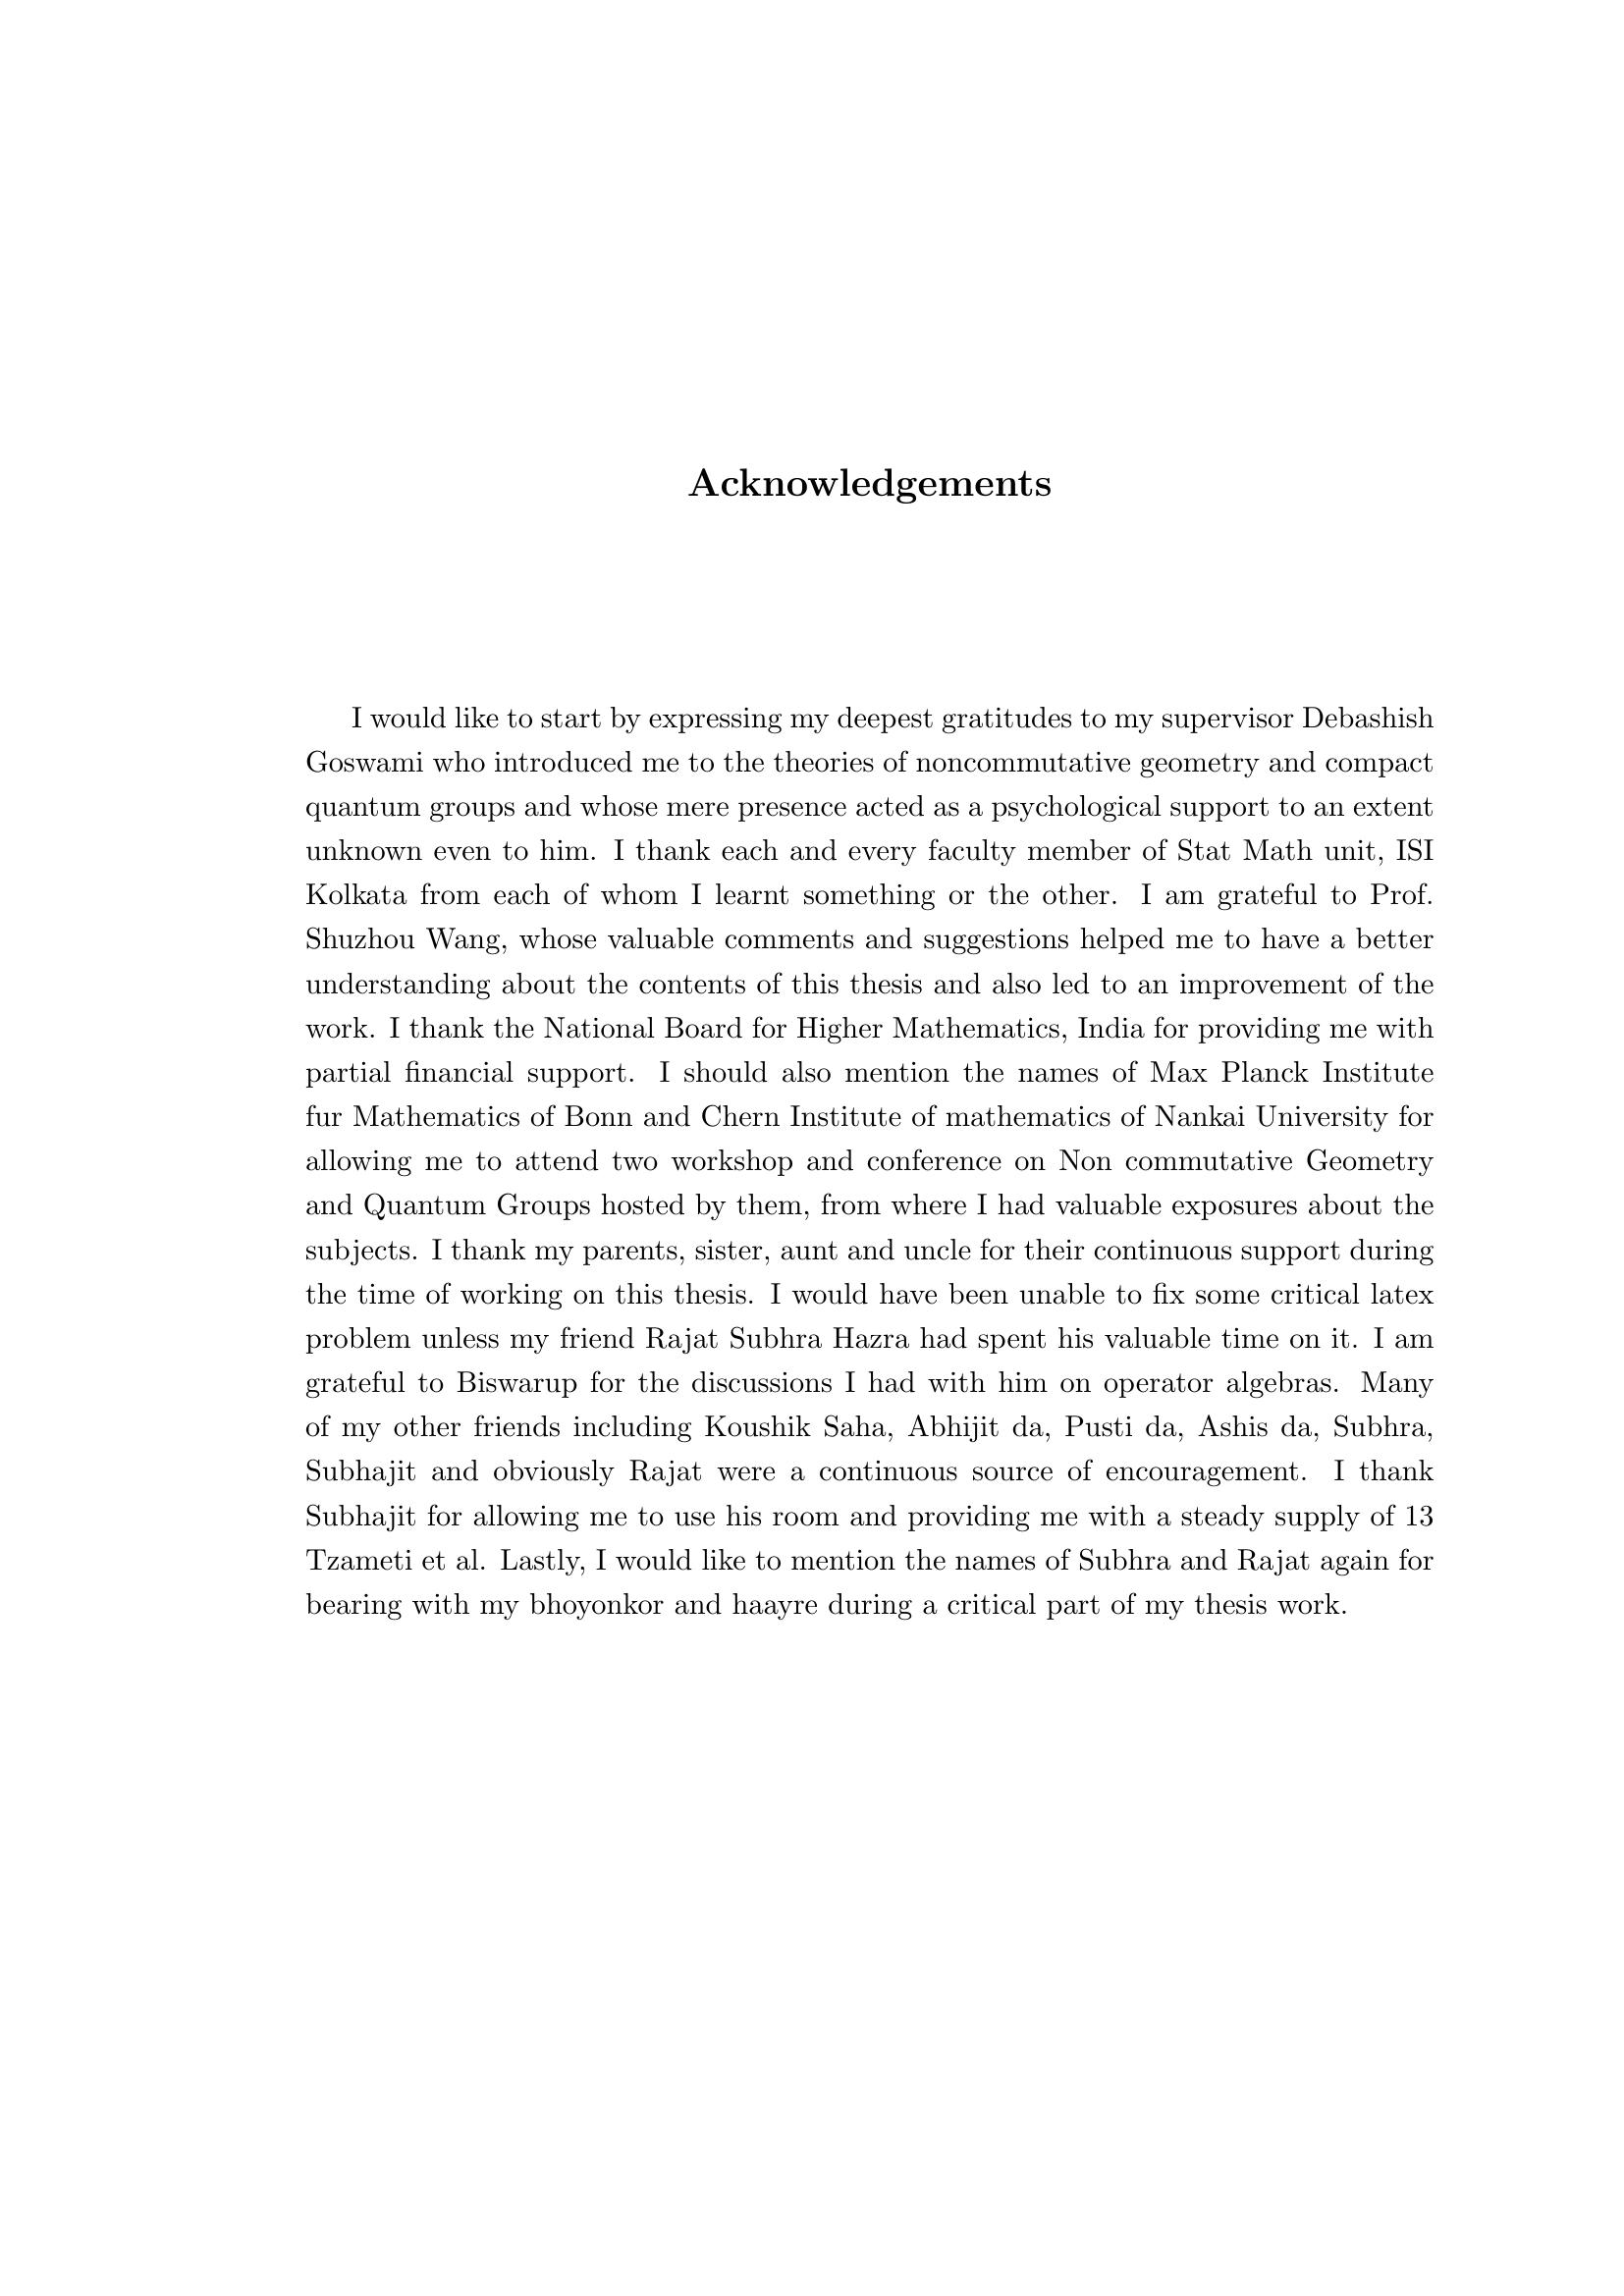 Acknowledgements
I would like to start by expressing my deepest gratitudes to my supervisor Debashish
Goswami who introduced me to the theories of noncommutative geometry and compact
quantum groups and whose mere presence acted as a psychological support to an extent
unknown even to him. I thank each and every faculty member of Stat Math unit, ISI
Kolkata from each of whom I learnt something or the other. I am grateful to Prof.
Shuzhou Wang, whose valuable comments and suggestions helped me to have a better
understanding about the contents of this thesis and also led to an improvement of the
work. I thank the National Board for Higher Mathematics, India for providing me with
partial financial support. I should also mention the names of Max Planck Institute
fur Mathematics of Bonn and Chern Institute of mathematics of Nankai University for
allowing me to attend two workshop and conference on Non commutative Geometry
and Quantum Groups hosted by them, from where I had valuable exposures about the
subjects. I thank my parents, sister, aunt and uncle for their continuous support during
the time of working on this thesis. I would have been unable to fix some critical latex
problem unless my friend Rajat Subhra Hazra had spent his valuable time on it. I am
grateful to Biswarup for the discussions I had with him on operator algebras. Many
of my other friends including Koushik Saha, Abhijit da, Pusti da, Ashis da, Subhra,
Subhajit and obviously Rajat were a continuous source of encouragement. I thank
Subhajit for allowing me to use his room and providing me with a steady supply of 13
Tzameti et al. Lastly, I would like to mention the names of Subhra and Rajat again for
bearing with my bhoyonkor and haayre during a critical part of my thesis work.